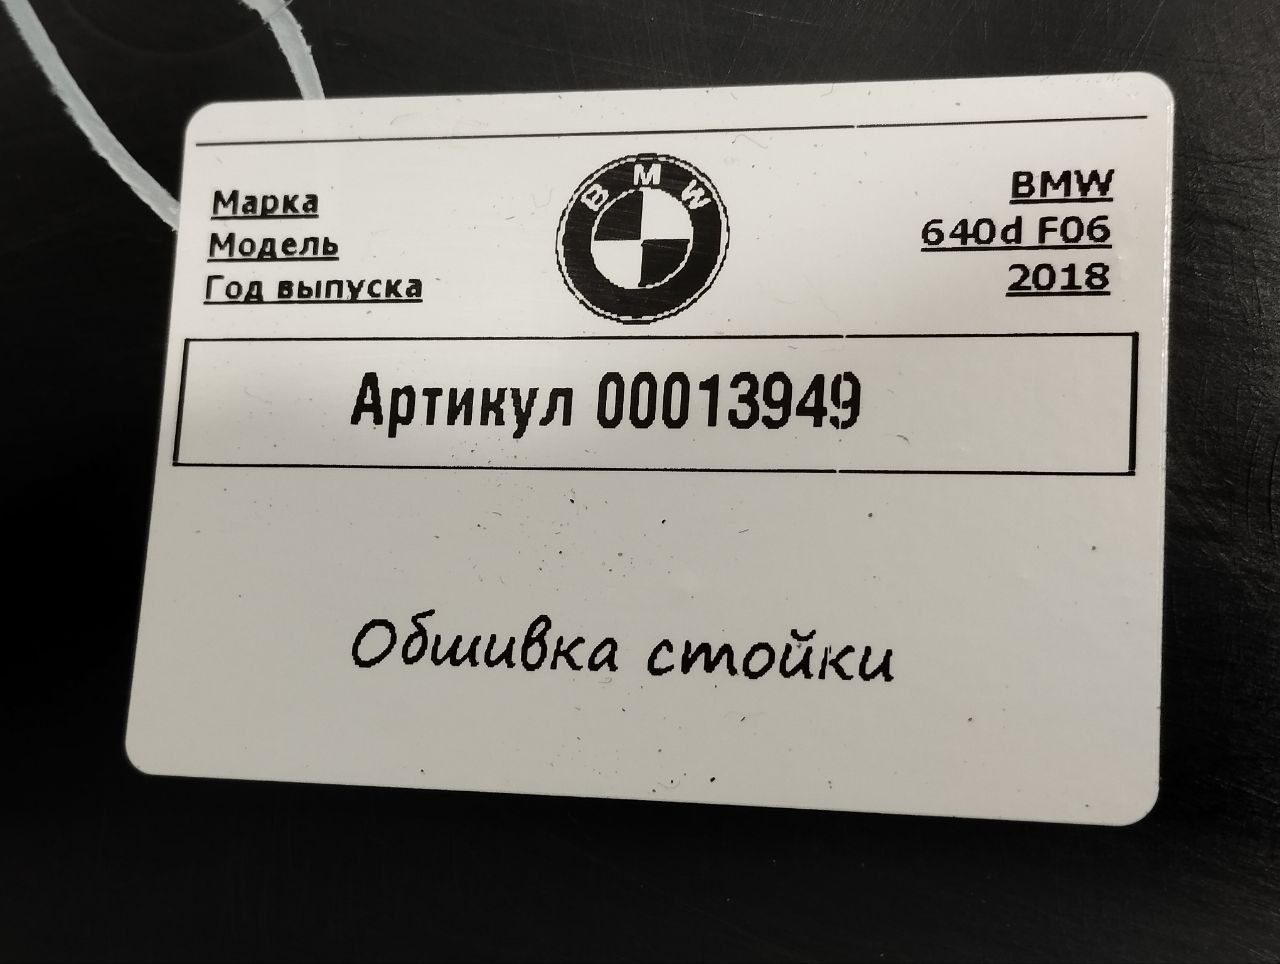 Марка BMW
Модель 640d F06
Год выпуска 2018
BMW
Артикул 00013949
Обшивка стойки